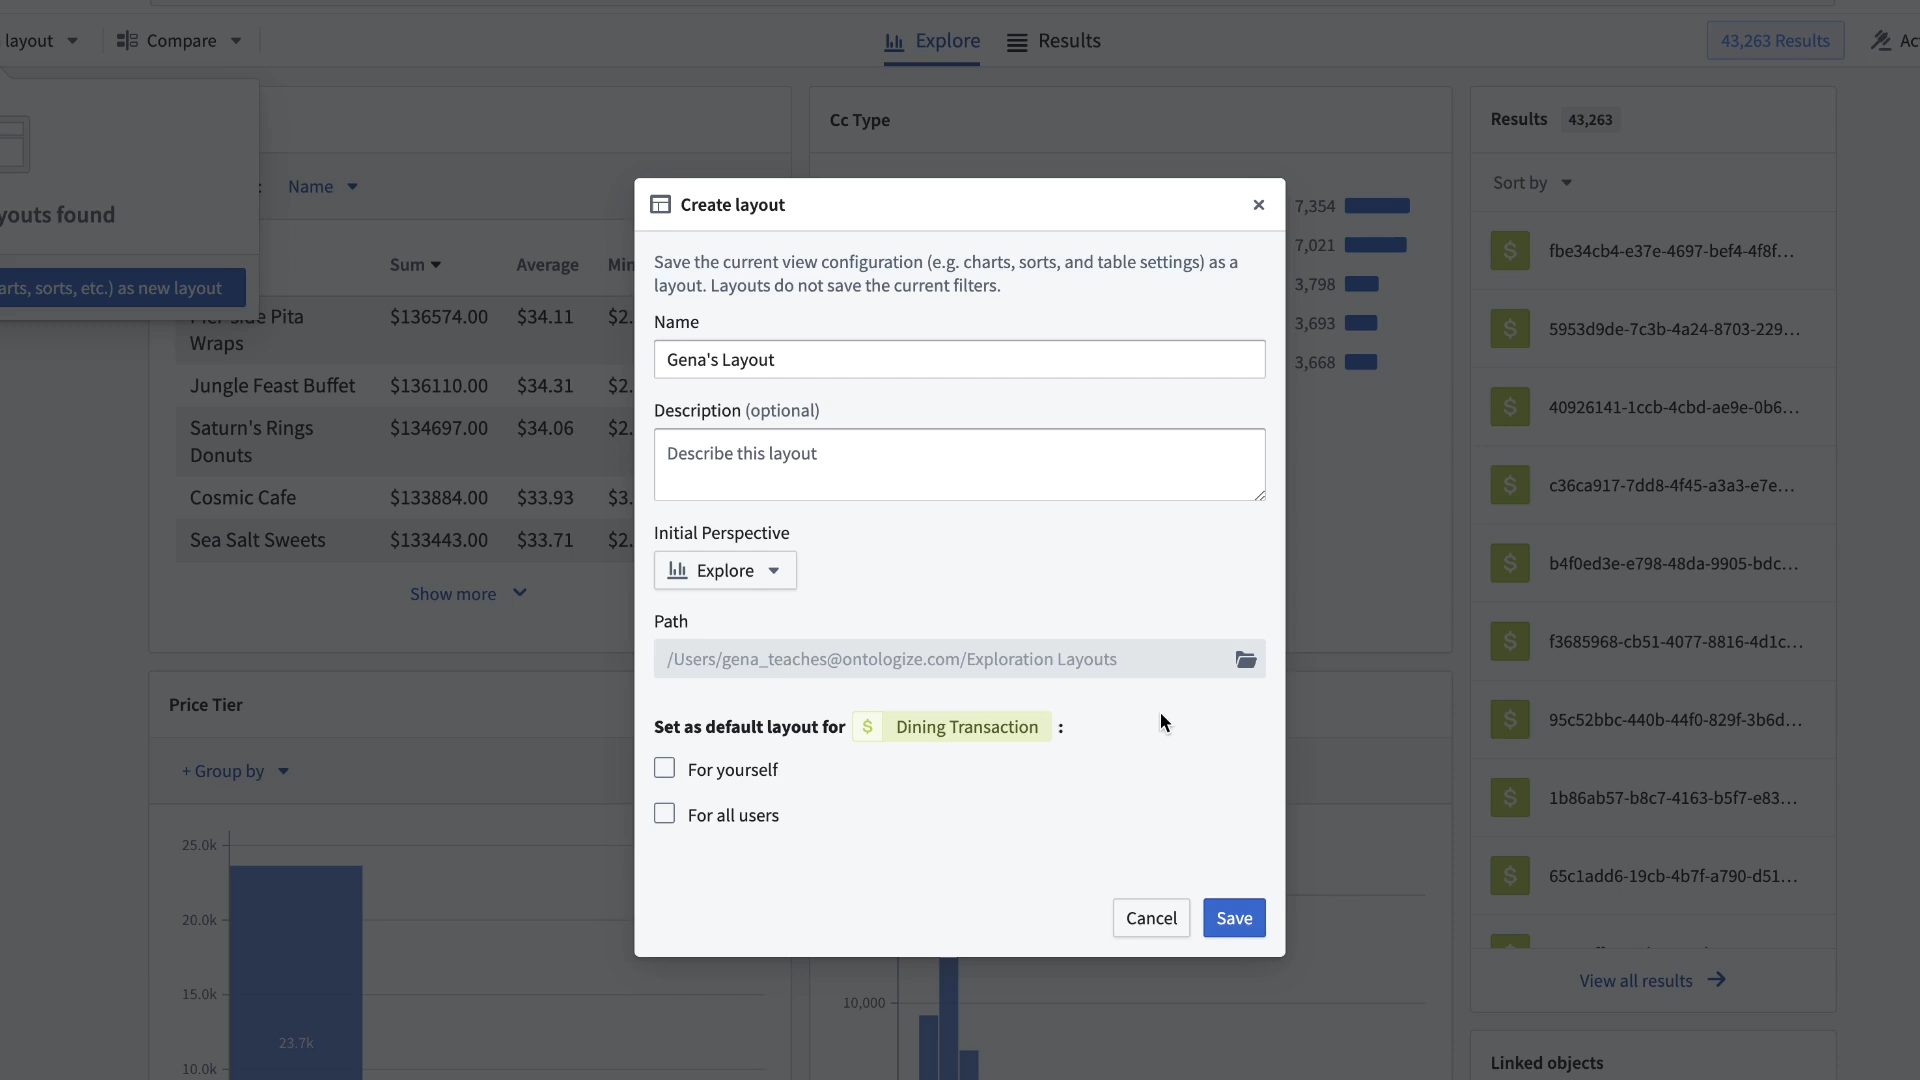 layout
Compare
Explore
Results
43,263 Results
youts found
arts, sorts, etc.) as new layout
: Name
Sum
Average
Wraps
Jungle Feast Buffet $136110.00 $34.31 $2.
$136574.00 $34.11 $2.
Saturn's Rings $134697.00 $34.06 $2.
Donuts
Cosmic Cafe $133884.00 $33.93 $3.
Sea Salt Sweets $133443.00 $33.71 $2.
Show more
Cc Type
7,354
7,021
3,798
3,693
3,668
Create layout
Save the current view configuration (e.g. charts, sorts, and table settings) as a
layout. Layouts do not save the current filters.
Name
Gena's Layout
Description (optional)
Describe this layout
Initial Perspective
Explore
Path
/Users/gena_teaches@ontologize.com/Exploration Layouts
Set as default layout for $ Dining Transaction :
For yourself
For all users
Cancel
Save
Price Tier
+ Group by
25.0k
20.0k
15.0k
10.0k
23.7k
10,000
Results 43,263
Sort by
$ fbe34cb4-e37e-4697-bef4-4f8f...
$ 5953d9de-7c3b-4a24-8703-229...
$ 40926141-1ccb-4cbd-ae9e-0b6...
$ c36ca917-7dd8-4f45-a3a3-e7e...
$ b4f0ed3e-e798-48da-9905-bdc...
$ f3685968-cb51-4077-8816-4d1c...
$ 95c52bbc-440b-44f0-829f-3b6d...
$ 1b86ab57-b8c7-4163-b5f7-e83...
$ 65c1add6-19cb-4b7f-a790-d51...
View all results
Linked objects